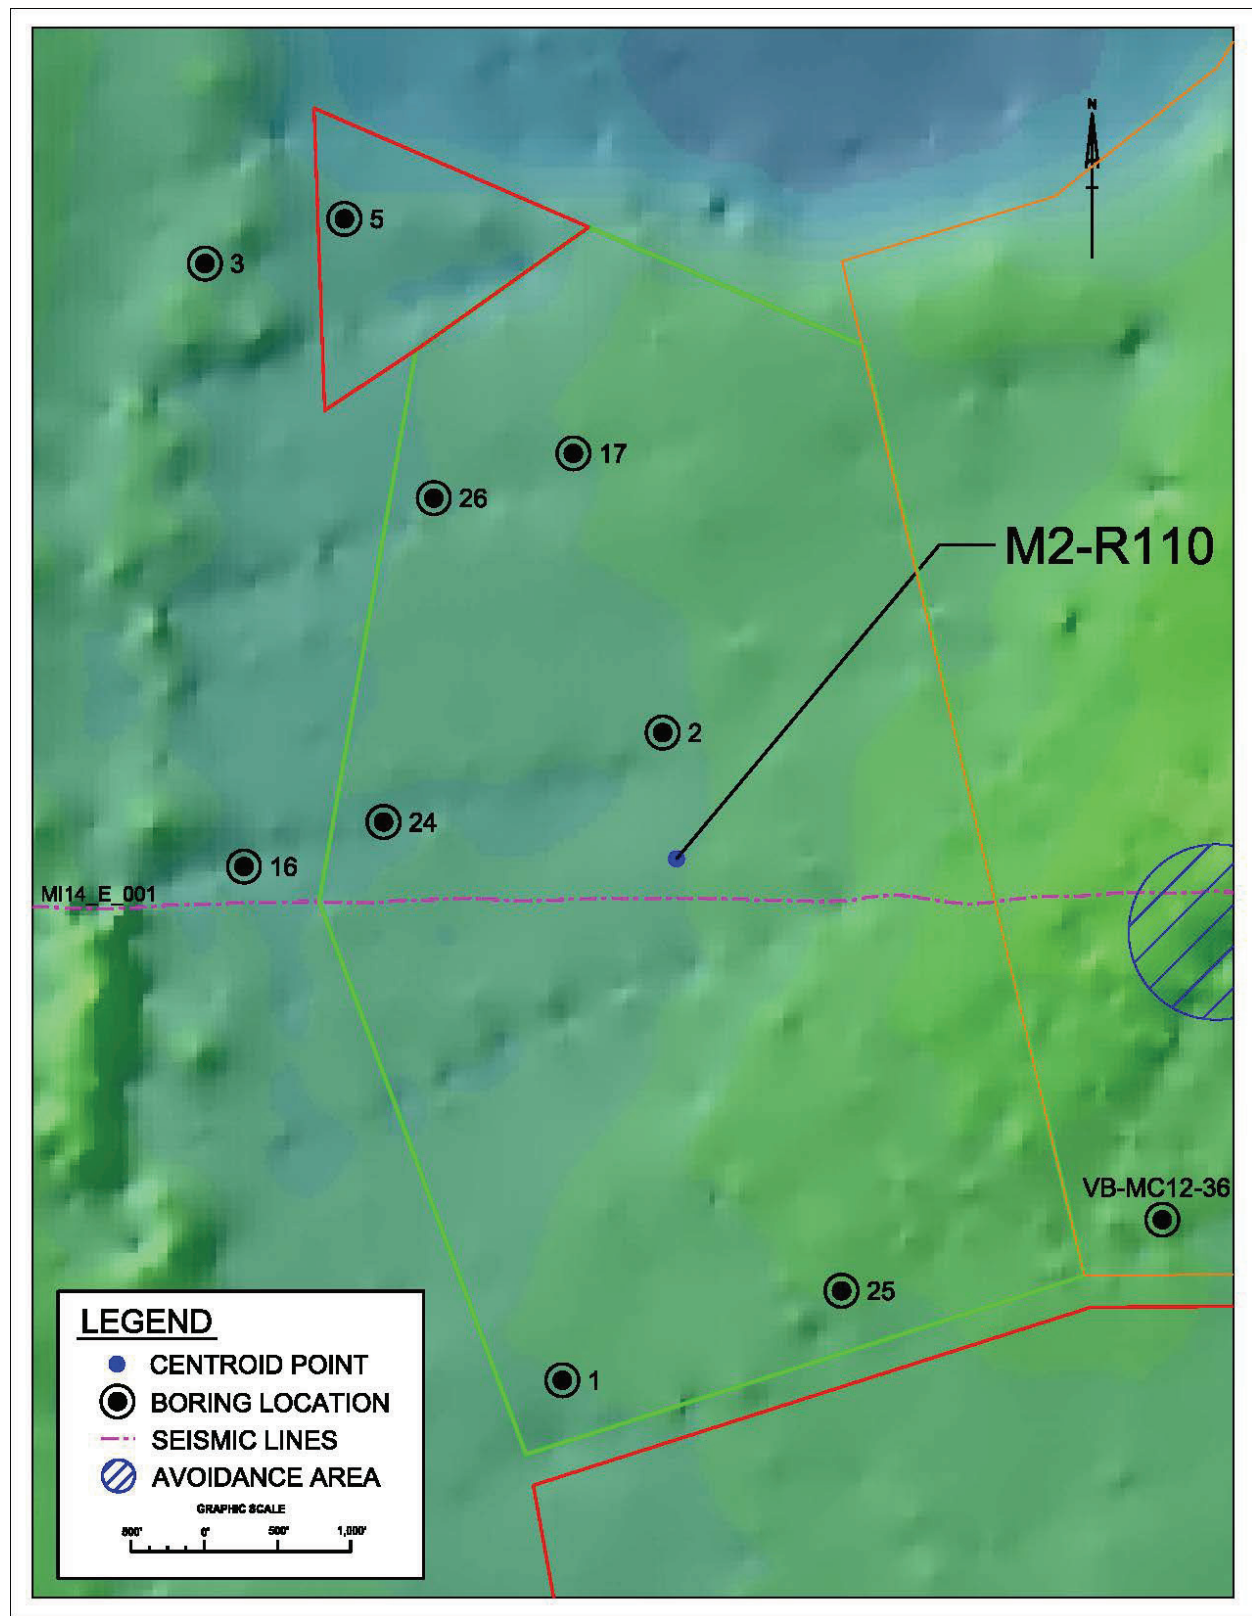 N
5
3
17
26
M2-R110
2
24
16
MI14_E_001
VB-MC12-36
25
1
LEGEND
CENTROID POINT
BORING LOCATION
SEISMIC LINES
AVOIDANCE AREA
GRAPHIC SCALE
500' 0' 500' 1,000'